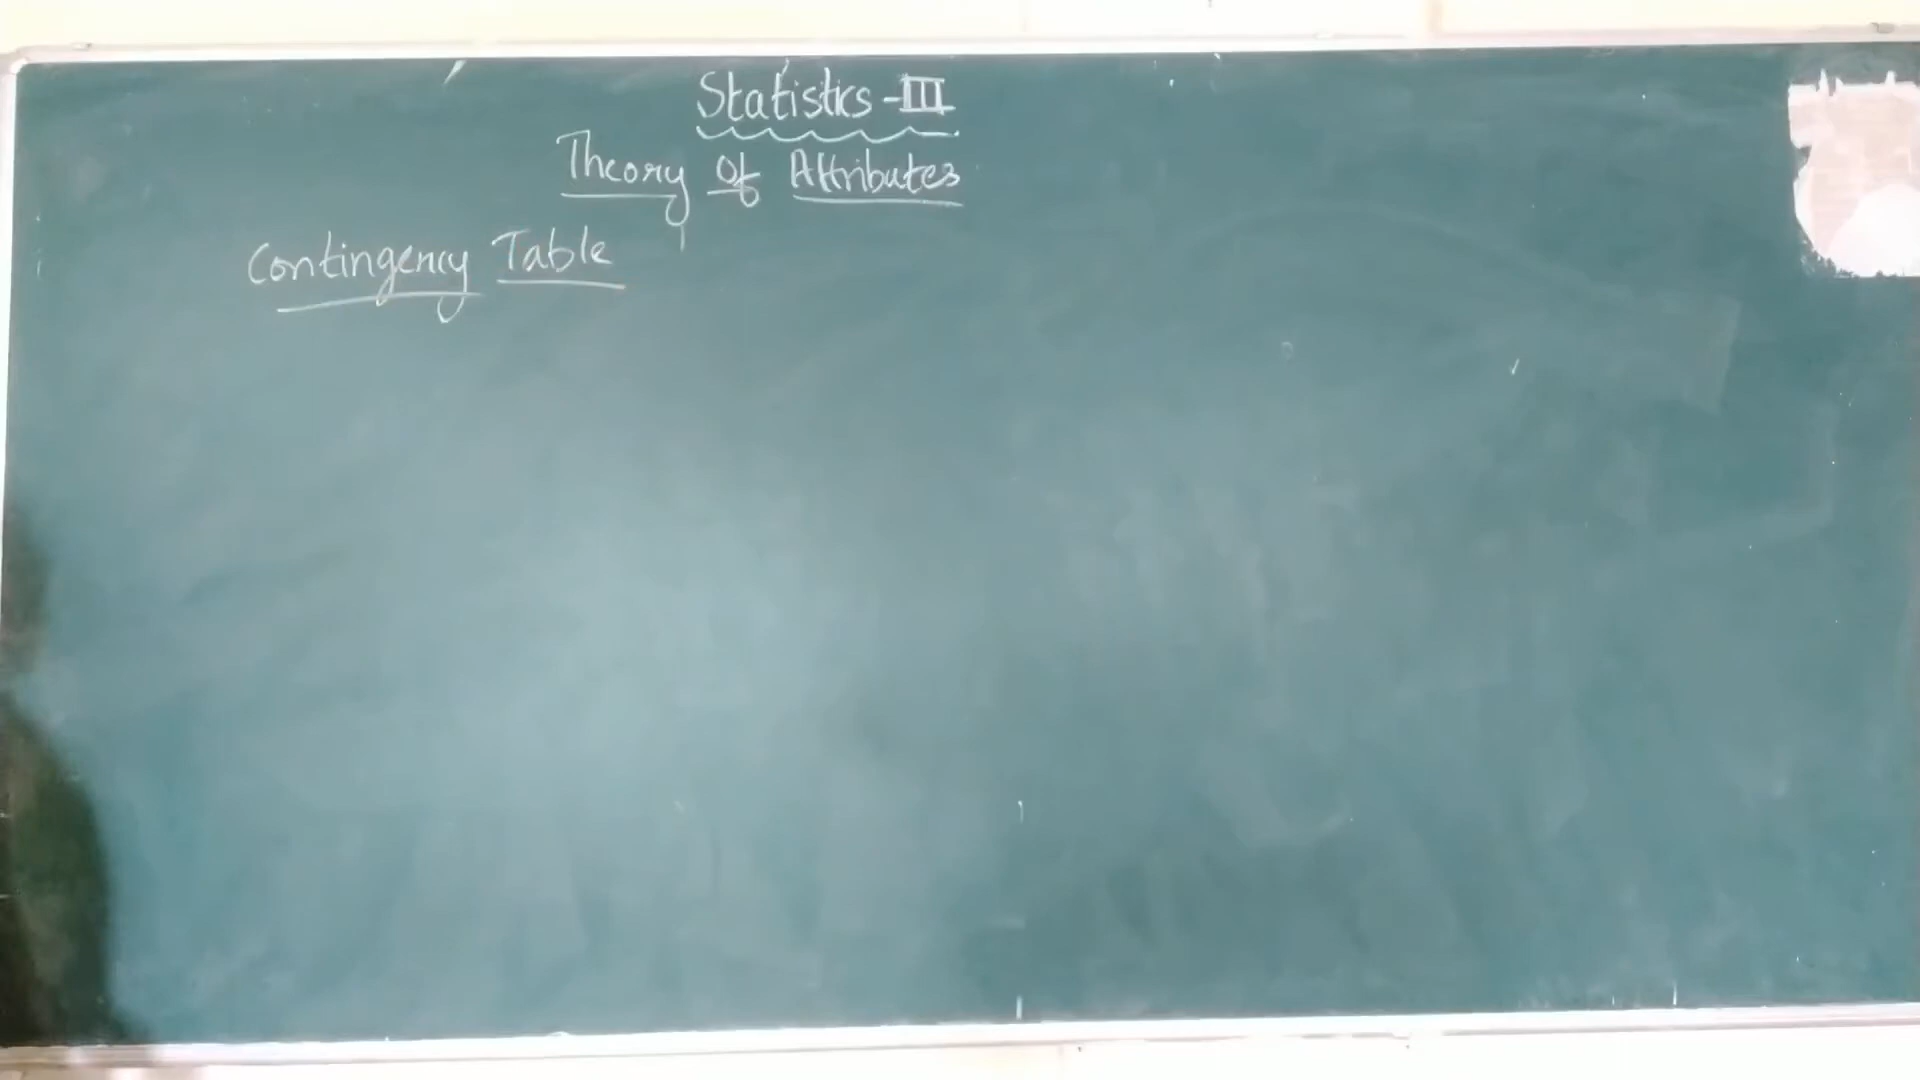 Statistics - III
Theory Of Attributes
Contingency Table